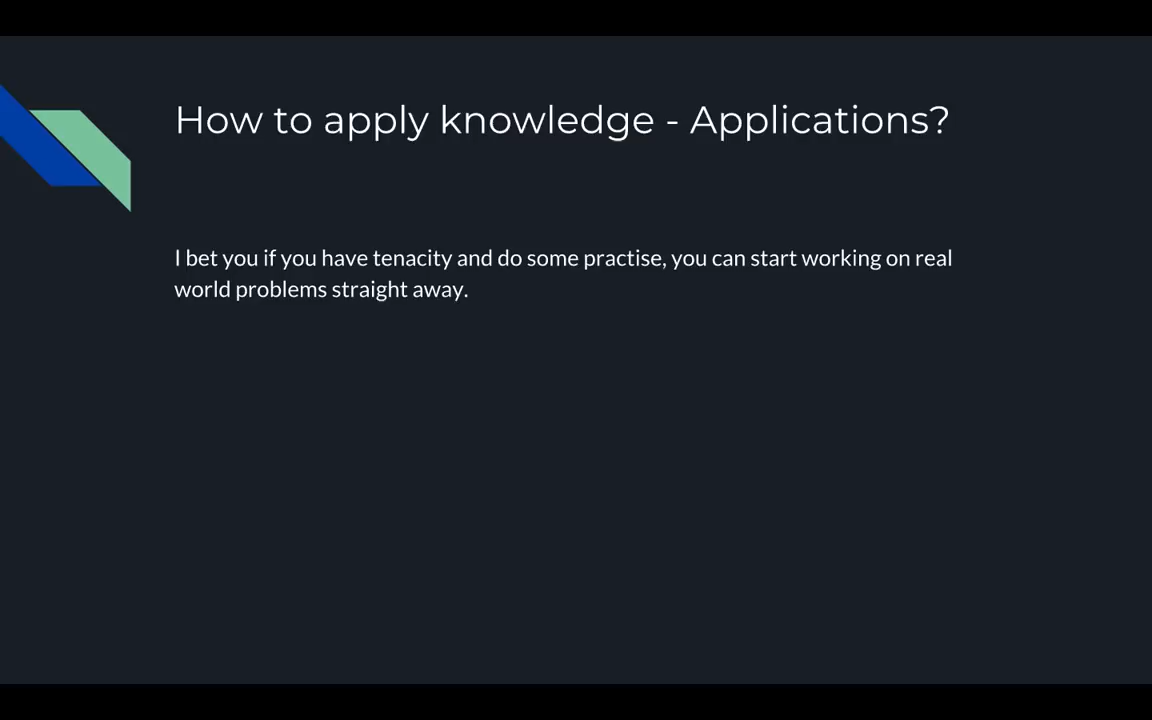 How to apply knowledge - Applications?
I bet you if you have tenacity and do some practise, you can start working on real
world problems straight away.